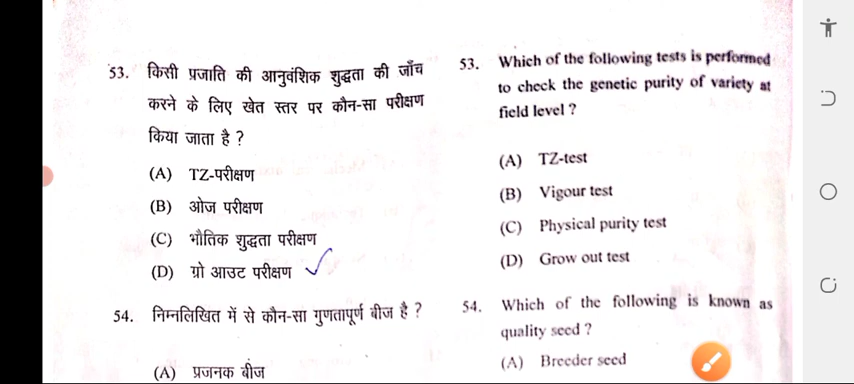 53. किसी प्रजाति की आनुवंशिक शुद्धता की जाँच
करने के लिए खेत स्तर पर कौन-सा परीक्षण
किया जाता है ?
(A) TZ-परीक्षण
(B) ओज परीक्षण
(C) भौतिक शुद्धता परीक्षण
(D) ग्रो आउट परीक्षण
54. निम्नलिखित में से कौन-सा गुणतापूर्ण बीज है ?
(A) प्रजनक बीज
53. Which of the following tests is performed
to check the genetic purity of variety at
field level ?
(A) TZ-test
(B) Vigour test
(C) Physical purity test
(D) Grow out test
54. Which of the following is known as
quality seed ?
(A) Breeder seed